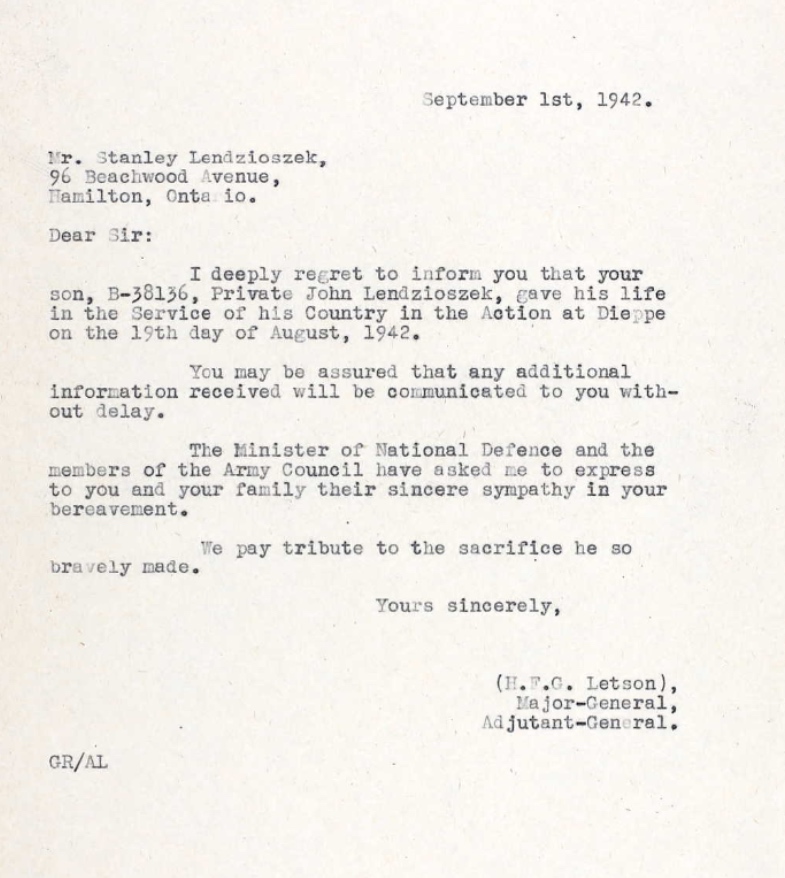 September 1st, 1942.
Mr. Stanley Lendzioszek,
96 Beachwood Avenue,
Hamilton, Ontario.
Dear Sir:
I deeply regret to inform you that your
son, B-38136, Private John Lendzioszek, gave his life
in the Service of his Country in the Action at Dieppe
on the 19th day of August, 1942.
You may be assured that any additional
information received will be communicated to you with-
out delay.
The Minister of National Defence and the
members of the Army Council have asked me to express
to you and your family their sincere sympathy in your
bereavement.
We pay tribute to the sacrifice he so
bravely made.
Yours sincerely,
(H.F.G. Letson),
Major-General,
Adjutant-General.
GR/AL